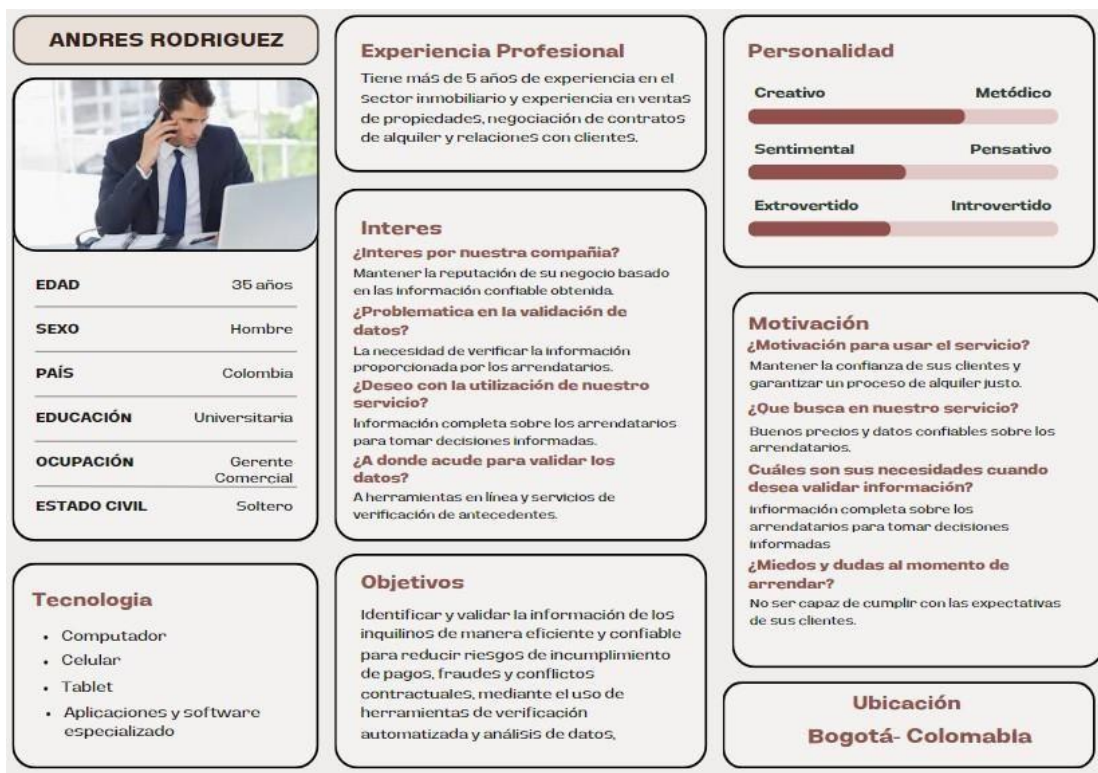 ANDRES RODRIGUEZ
EDAD 35 años
SEXO Hombre
PAÍS Colombia
EDUCACIÓN Universitaria
OCUPACIÓN Gerente
Comercial
ESTADO CIVIL Soltero
Tecnologia
• Computador
• Celular
• Tablet
• Aplicaciones y software
especializado
Experiencia Profesional
Tiene más de 5 años de experiencia en el
sector inmobiliario y experiencia en ventas
de propiedades, negociación de contratos
de alquiler y relaciones con clientes.
Interes
¿Interes por nuestra compañia?
Mantener la reputación de su negocio basado
en las información confiable obtenida.
¿Problematica en la validación de
datos?
La necesidad de verificar la información
proporcionada por los arrendatarios.
¿Deseo con la utilización de nuestro
servicio?
Información completa sobre los arrendatarios
para tomar decisiones informadas.
¿A donde acude para validar los
datos?
A herramientas en línea y servicios de
verificación de antecedentes.
Objetivos
Identificar y validar la información de los
inquilinos de manera eficiente y confiable
para reducir riesgos de incumplimiento
de pagos, fraudes y conflictos
contractuales, mediante el uso de
herramientas de verificación
automatizada y análisis de datos,
Personalidad
Creativo Metódico
Sentimental Pensativo
Extrovertido Introvertido
Motivación
¿Motivación para usar el servicio?
Mantener la confianza de sus clientes y
garantizar un proceso de alquiler justo.
¿Que busca en nuestro servicio?
Buenos precios y datos confiables sobre los
arrendatarios.
Cuáles son sus necesidades cuando
desea validar información?
infiormación completa sobre los
arrendatarios para tomar decisiones
informadas
¿Miedos y dudas al momento de
arrendar?
No ser capaz de cumplir con las expectativas
de sus clientes.
Ubicación
Bogotá- Colomabla